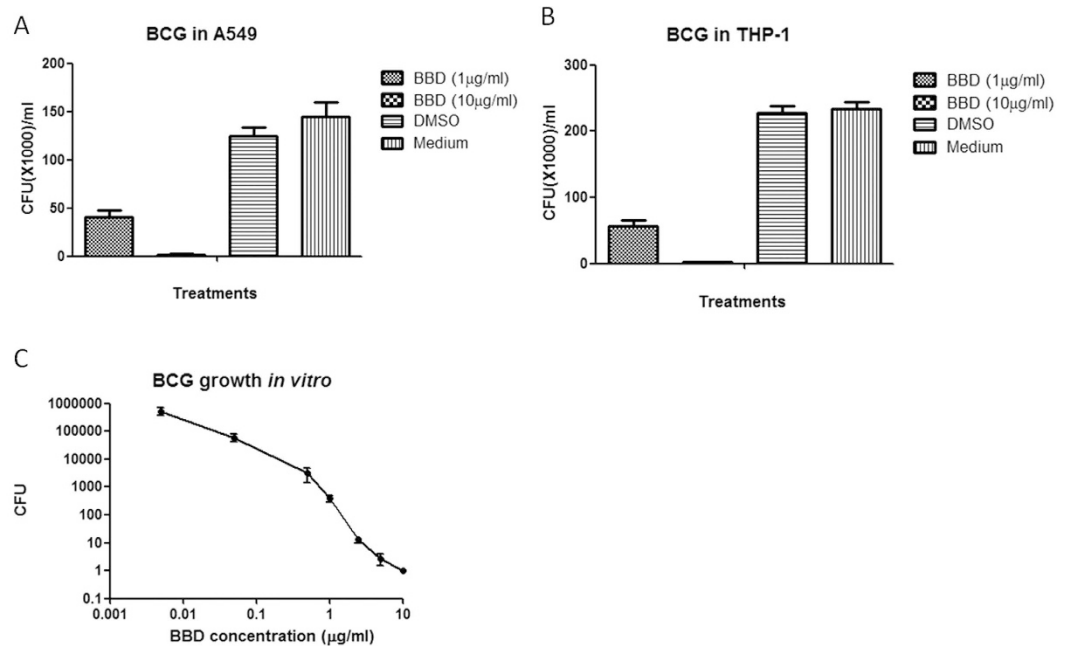 A
BCG in A549
200
150
100
50
0
CFU(X1000)/ml
Treatments
BBD (1µg/ml)
BBD (10µg/ml)
DMSO
Medium
B
BCG in THP-1
300
200
100
0
CFU(X1000)/ml
Treatments
BBD (1µg/ml)
BBD (10µg/ml)
DMSO
Medium
C
BCG growth in vitro
1000000
100000
10000
1000
100
10
1
0.1
CFU
0.001 0.01 0.1 1 10
BBD concentration (µg/ml)